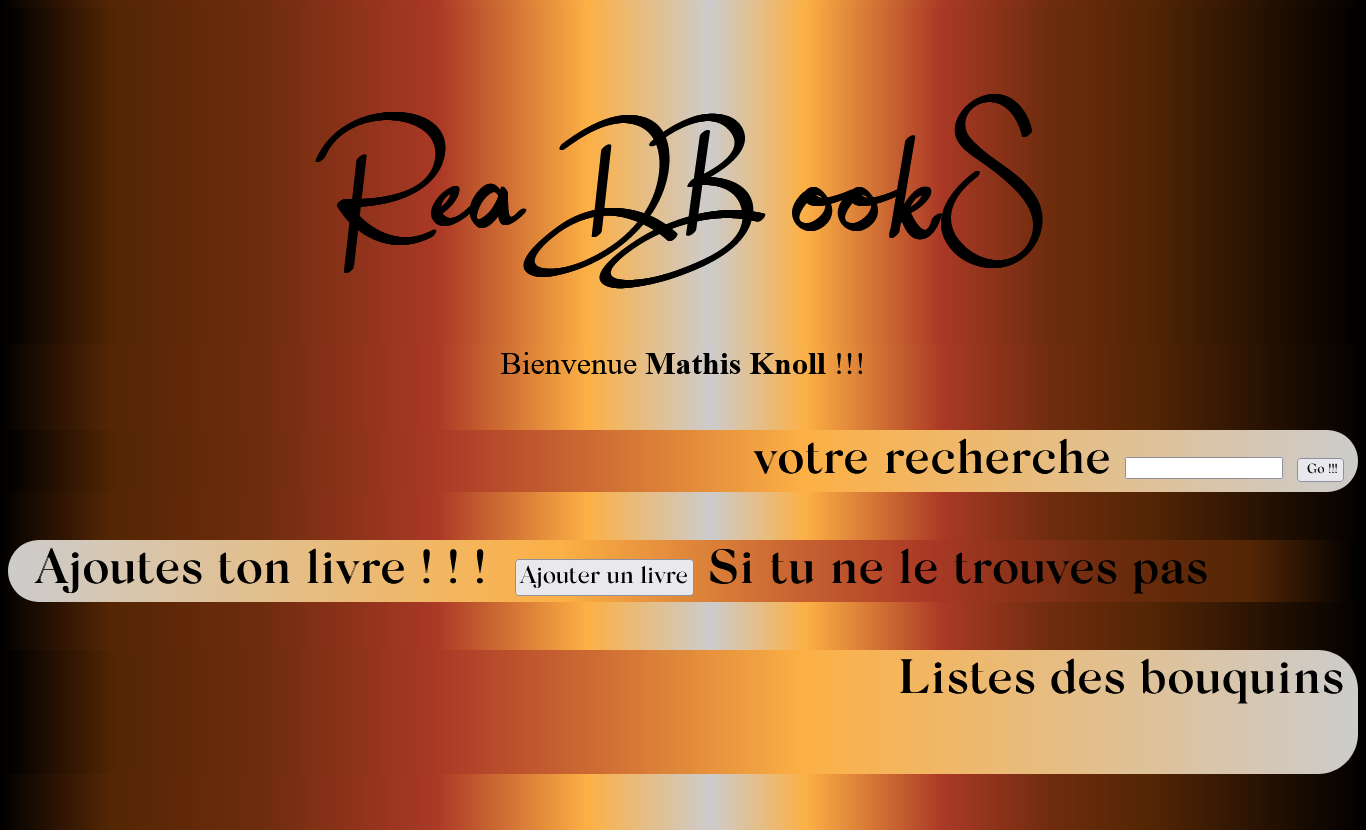 ReaDBookS
Bienvenue Mathis Knoll !!!
votre recherche Go !!!
Ajoutes ton livre ! ! ! Ajouter un livre Si tu ne le trouves pas
Listes des bouquins